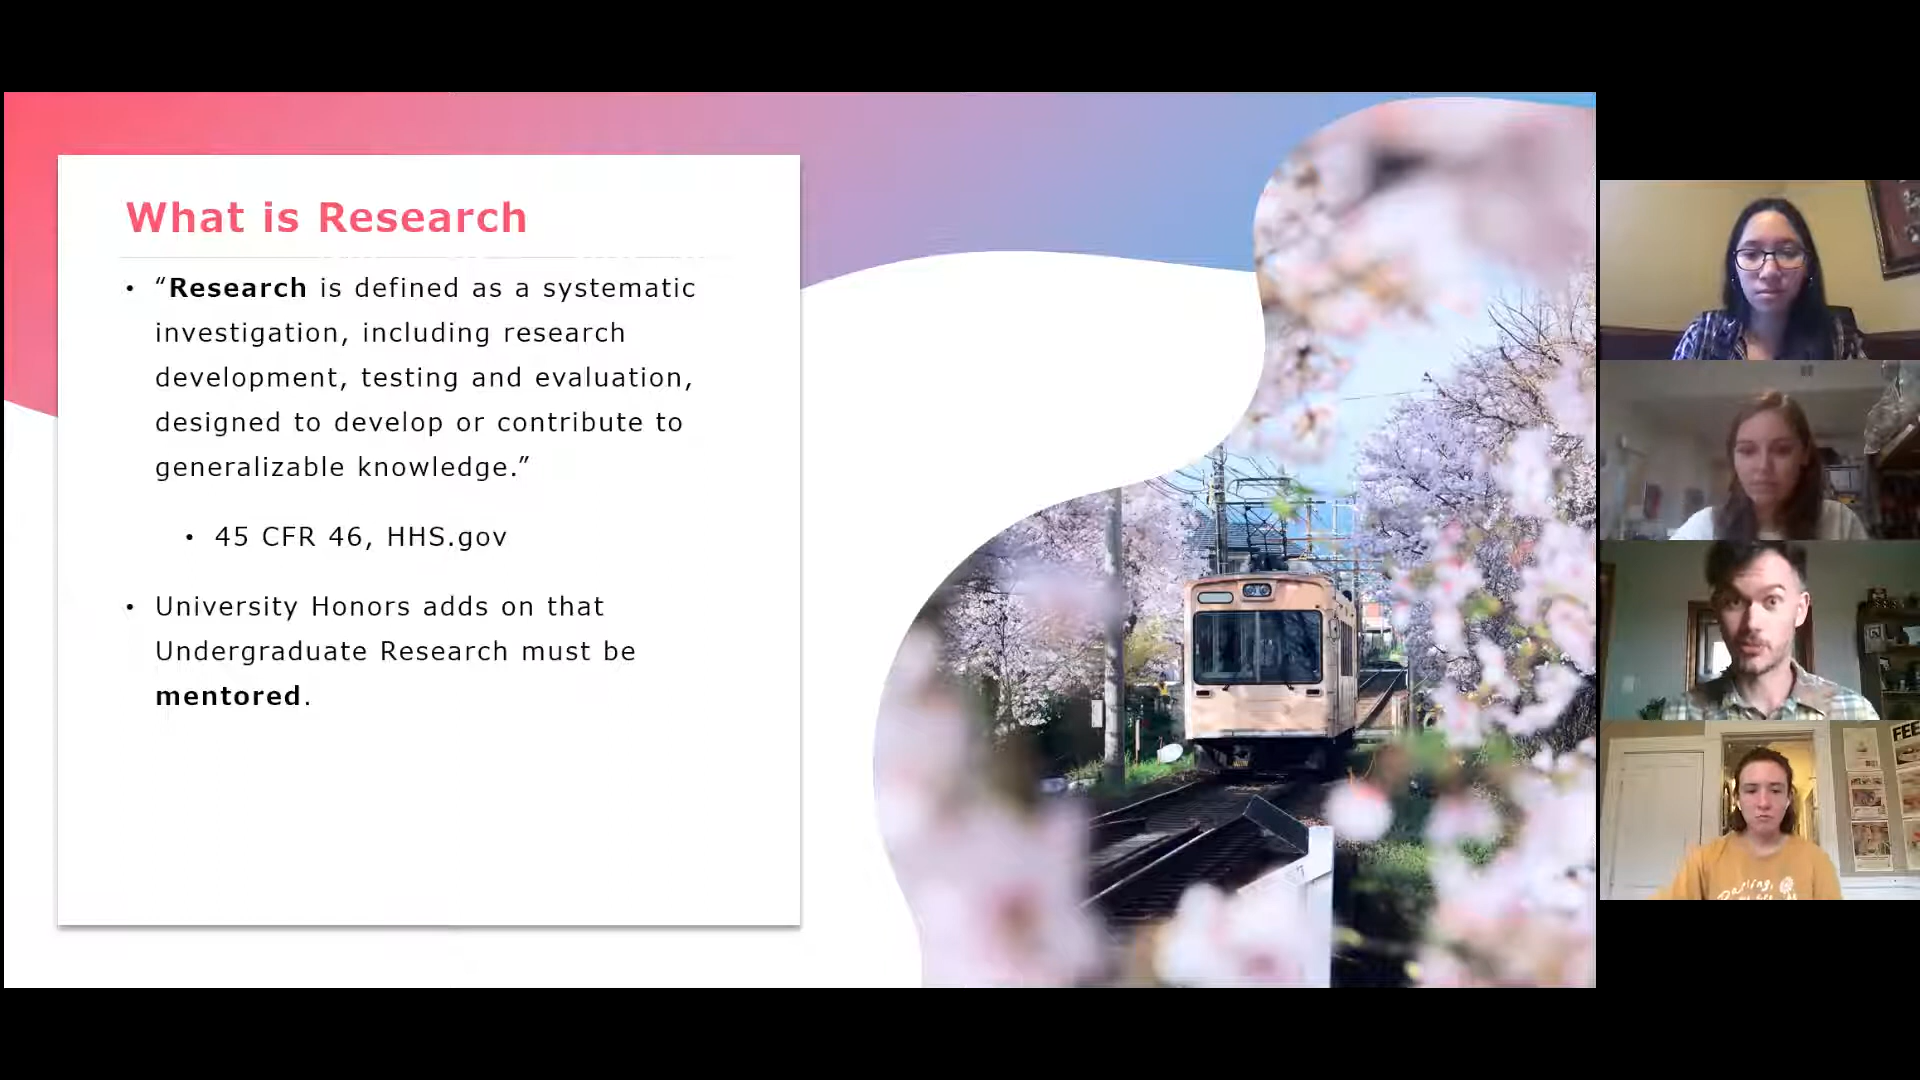 What is Research
• “Research is defined as a systematic
investigation, including research
development, testing and evaluation,
designed to develop or contribute to
generalizable knowledge.”
• 45 CFR 46, HHS.gov
• University Honors adds on that
Undergraduate Research must be
mentored.
FEE
Darling,